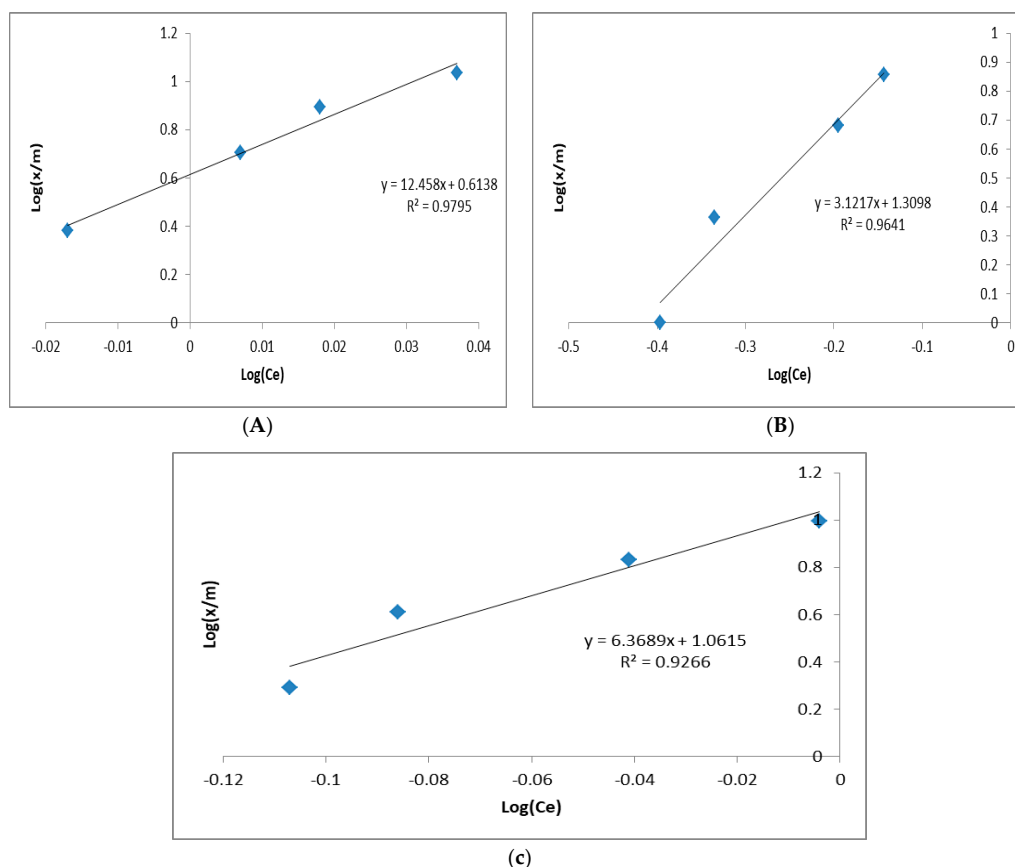 Log(x/m)
1.2
1
0.8
0.6
0.4
0.2
0
y = 12.458x + 0.6138
R² = 0.9795
-0.02 -0.01 0 0.01 0.02 0.03 0.04
Log(Ce)
(A)
Log(x/m)
1
0.9
0.8
0.7
0.6
0.5
0.4
0.3
0.2
0.1
0
y = 3.1217x + 1.3098
R² = 0.9641
-0.5 -0.4 -0.3 -0.2 -0.1 0
Log(Ce)
(B)
Log(x/m)
1.2
1
0.8
0.6
0.4
0.2
0
y = 6.3689x + 1.0615
R² = 0.9266
-0.12 -0.1 -0.08 -0.06 -0.04 -0.02 0
Log(Ce)
(c)